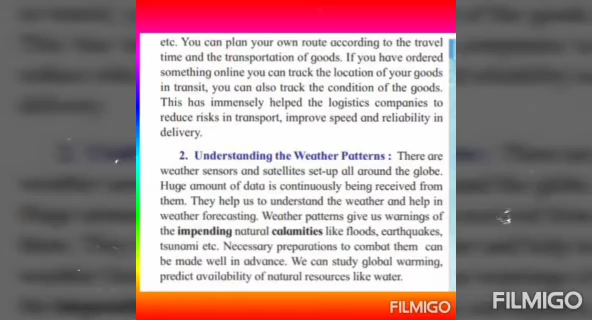 etc. You can plan your own route according to the travel
time and the transportation of goods. If you have ordered
something online you can track the location of your goods
in transit, you can also track the condition of the goods.
This has immensely helped the logistics companies to
reduce risks in transport, improve speed and reliability in
delivery.
2. Understanding the Weather Patterns : There are
weather sensors and satellites set-up all around the globe.
Huge amount of data is continuously being received from
them. They help us to understand the weather and help in
weather forecasting. Weather patterns give us warnings of
the impending natural calamities like floods, earthquakes,
tsunami etc. Necessary preparations to combat them can
be made well in advance. We can study global warming,
predict availability of natural resources like water.
FILMIGO
FILMIGO